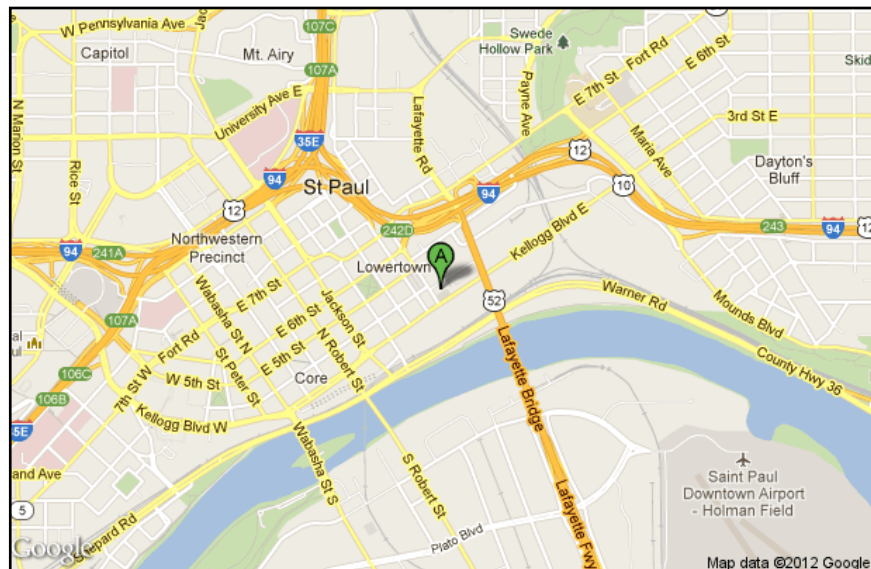 W Pennsylvania Ave
107C
Capitol
Mt. Airy
107A
Swede
Hollow Park
Fort Rd
E 7th St
E 6th St
Payne Ave
University Ave E
Lafayette Rd
N Marion St
Rice St
35E
94
St Paul
12
Maria Ave
3rd St E
Dayton's
Bluff
12
10
94
243
94
12
242D
94
241A
Northwestern
Precinct
Lowertown
A
Kellogg Blvd E
52
Warner Rd
Mounds Blvd
County Hwy 36
107A
E 7th St
Fort Rd
E 6th St
E 5th St
W 5th St
Wabasha St N
St Peter St
Jackson St
N Robert St
Core
Lafayette Bridge
106C
106B
7th St W
Kellogg Blvd W
35E
5
Wabasha St S
S Robert St
Lafayette Fwy
Plato Blvd
Shepard Rd
Saint Paul
Downtown Airport
- Holman Field
Google
Map data ©2012 Google